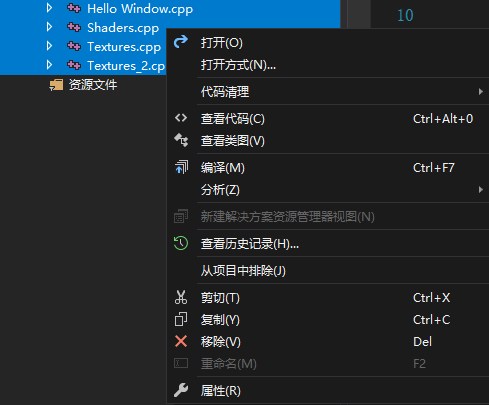 Hello Window.cpp
10
Shaders.cpp
Textures.cpp
Textures_2.cp
资源文件
打开(O)
打开方式(N)...
代码清理
查看代码(C) Ctrl+Alt+0
查看类图(V)
编译(M) Ctrl+F7
分析(Z)
新建解决方案资源管理器视图(N)
查看历史记录(H)...
从项目中排除(J)
剪切(T) Ctrl+X
复制(Y) Ctrl+C
移除(V) Del
重命名(M) F2
属性(R)